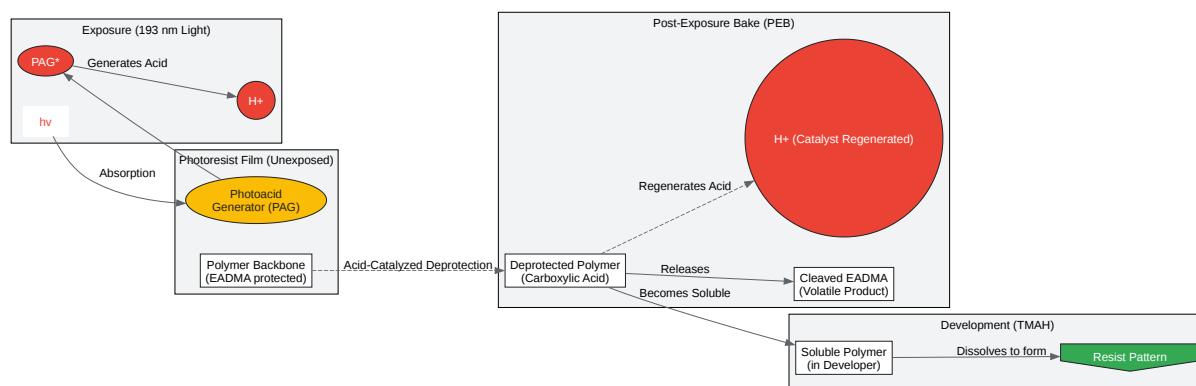 Exposure (193 nm Light)
PAG*
Generates Acid
H+
hv
Absorption
Photoresist Film (Unexposed)
Photoacid
Generator (PAG)
Polymer Backbone
(EADMA protected)
Acid-Catalyzed Deprotection
Post-Exposure Bake (PEB)
H+ (Catalyst Regenerated)
Regenerates Acid
Deprotected Polymer
(Carboxylic Acid)
Releases
Cleaved EADMA
(Volatile Product)
Becomes Soluble
Development (TMAH)
Soluble Polymer
(in Developer)
Dissolves to form
Resist Pattern